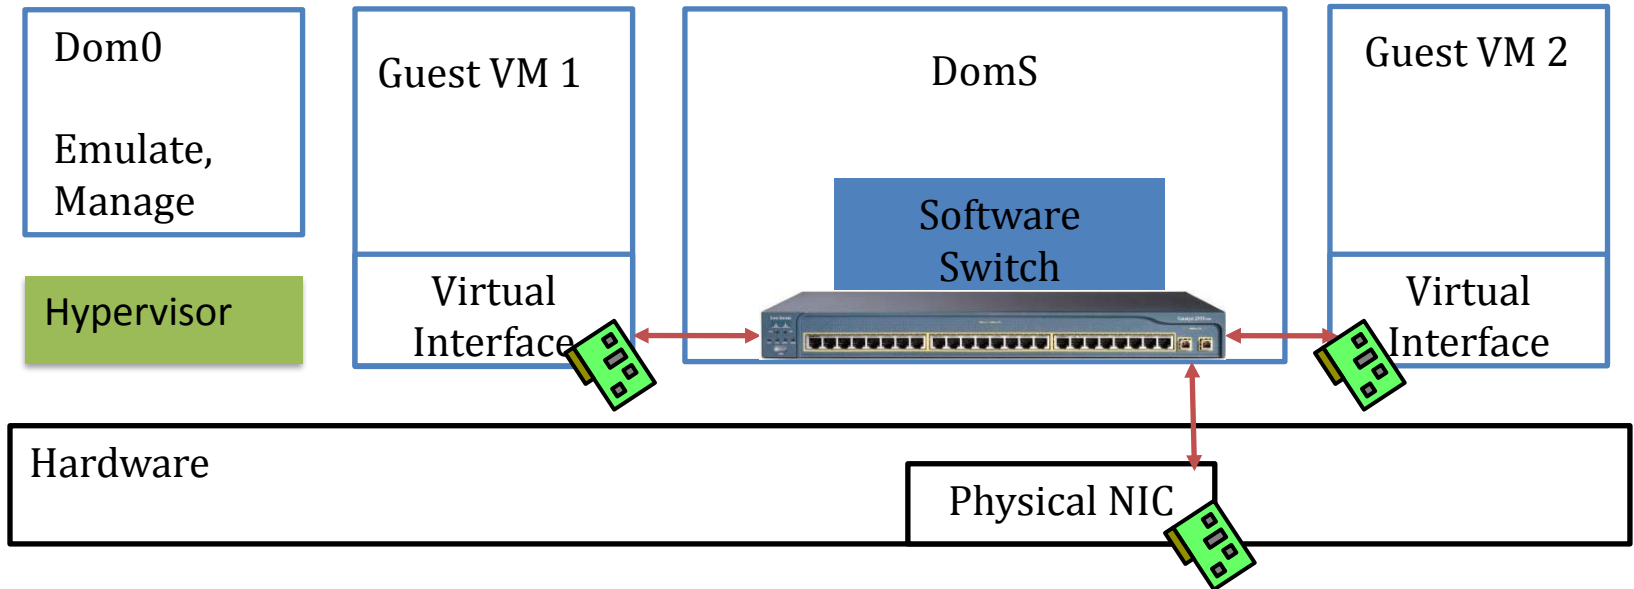 Dom0
Emulate,
Manage
Hypervisor
Guest VM 1
Virtual
Interface
DomS
Software
Switch
Guest VM 2
Virtual
Interface
Hardware
Physical NIC